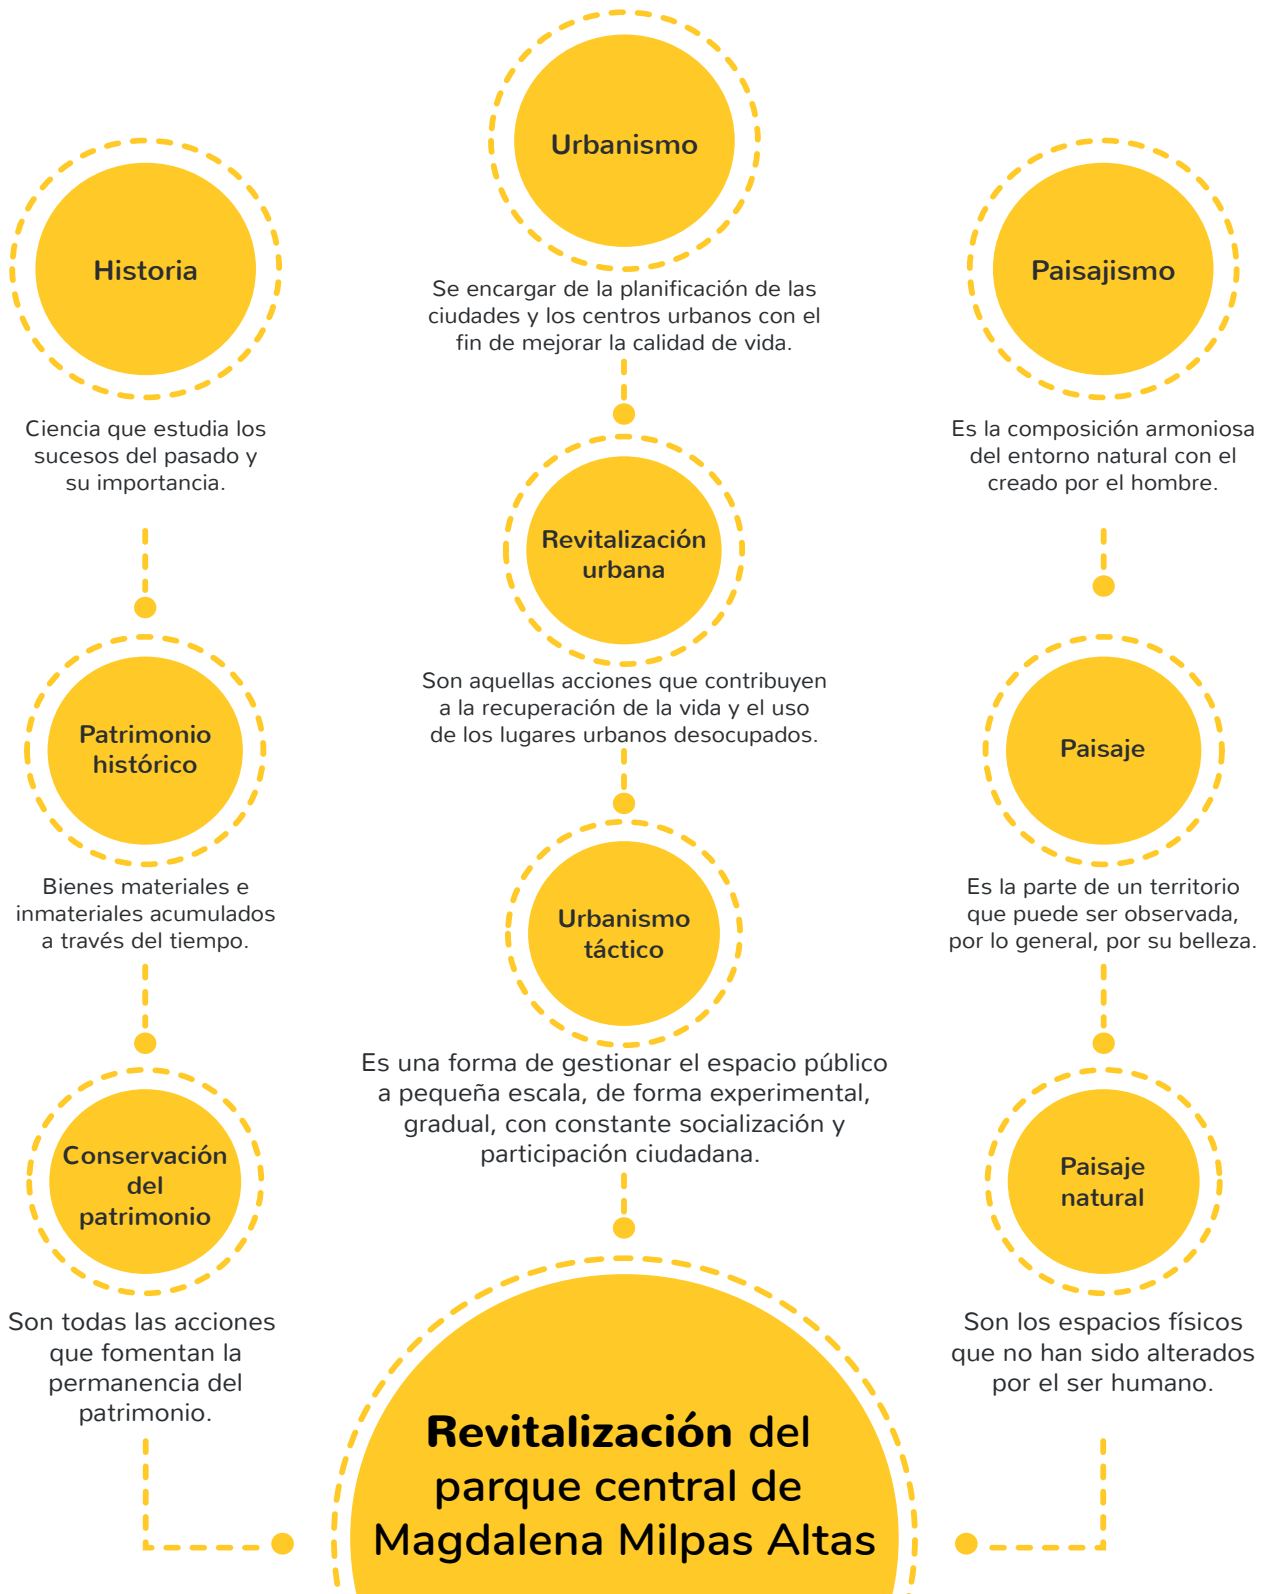 Urbanismo
Se encargar de la planificación de las
ciudades y los centros urbanos con el
fin de mejorar la calidad de vida.
Historia
Ciencia que estudia los
sucesos del pasado y
su importancia.
Paisajismo
Es la composición armoniosa
del entorno natural con el
creado por el hombre.
Revitalización
urbana
Son aquellas acciones que contribuyen
a la recuperación de la vida y el uso
de los lugares urbanos desocupados.
Patrimonio
histórico
Bienes materiales e
inmateriales acumulados
a través del tiempo.
Paisaje
Es la parte de un territorio
que puede ser observada,
por lo general, por su belleza.
Urbanismo
táctico
Es una forma de gestionar el espacio público
a pequeña escala, de forma experimental,
gradual, con constante socialización y
participación ciudadana.
Conservación
del
patrimonio
Son todas las acciones
que fomentan la
permanencia del
patrimonio.
Paisaje
natural
Son los espacios físicos
que no han sido alterados
por el ser humano.
Revitalización del
parque central de
Magdalena Milpas Altas